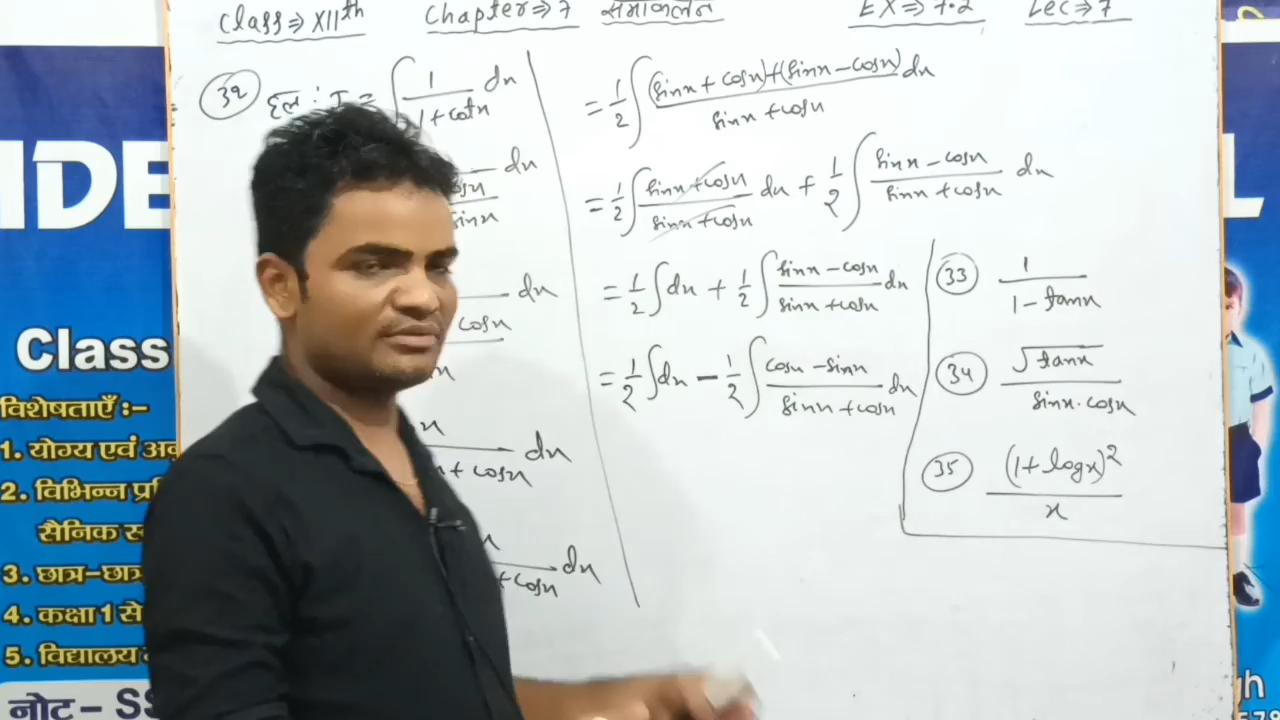 Class⇒XIIth Chapter⇒7 समाकलन EX⇒7.2 Lec⇒7
32 हल : I = ∫ 1/(1+cotx) dx
dx
cosx
sinx
dx
cosx
dx
+ cosx
+cosx dx
= 1/2 ∫ ((sinx + cosx)+(sinx – cosx))/(sinx + cosx) dx
= 1/2 ∫ (sinx + cosx)/(sinx + cosx) dx + 1/2 ∫ (sinx – cosx)/(sinx + cosx) dx
= 1/2 ∫ dx + 1/2 ∫ (sinx – cosx)/(sinx + cosx) dx
= 1/2 ∫ dx – 1/2 ∫ (cosx – sinx)/(sinx + cosx) dx
33 1/(1 – tanx)
34 √tanx/(sinx·cosx)
35 (1 + logx)²/x
IDE
L
Class
विशेषताएँ :-
1. योग्य एवं
2. विभिन्न
सैनिक
3. छात्र-छात्र
4. कक्षा 1 से
5. विद्यालय
नोट – SS
gh